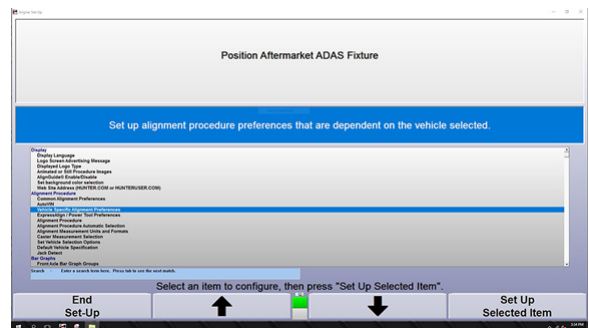 Aligner Set-Up
Position Aftermarket ADAS Fixture
Set up alignment procedure preferences that are dependent on the vehicle selected.
Display
Display Language
Logo Screen Advertising Message
Displayed Logo Type
Animated or Still Procedure Images
AlignGuide® Enable/Disable
Set background color selection
Web Site Address (HUNTER.COM or HUNTERUSER.COM)
Alignment Procedure
Common Alignment Preferences
AutoVIN
Vehicle Specific Alignment Preferences
ExpressAlign / Power Tool Preferences
Alignment Procedure
Alignment Procedure Automatic Selection
Alignment Measurement Units and Formats
Caster Measurement Selection
Set Vehicle Selection Options
Default Vehicle Specification
Jack Detect
Bar Graphs
Front Axle Bar Graph Groups
Search - Enter a search term here. Press tab to see the next match.
Select an item to configure, then press "Set Up Selected Item".
End
Set-Up
Set Up
Selected Item
3:34 PM